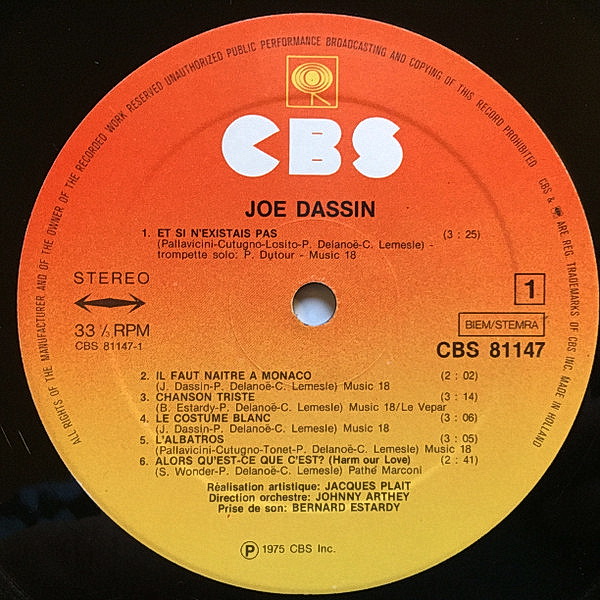 ALL RIGHTS OF THE MANUFACTURER AND OF THE OWNER OF THE RECORDED WORK RESERVED UNAUTHORIZED PUBLIC PERFORMANCE BROADCASTING AND COPYING OF THIS RECORD PROHIBITED
CBS & ARE REG. TRADEMARKS OF CBS INC. MADE IN HOLLAND
CBS
JOE DASSIN
1. ET SI N'EXISTAIS PAS (3 : 25)
(Pallavicini-Cutugno-Losito-P. Delanoë-C. Lemesle) -
trompette solo: P. Dutour - Music 18
STEREO
1
33 ⅓ RPM
BIEM/STEMRA
CBS 81147-1
CBS 81147
2. IL FAUT NAITRE A MONACO (2 : 02)
(J. Dassin-P. Delanoë-C. Lemesle) Music 18
3. CHANSON TRISTE (3 : 14)
(B. Estardy-P. Delanoë-C. Lemesle) Music 18/Le Vepar
4. LE COSTUME BLANC (3 : 06)
(J. Dassin-P. Delanoë-C. Lemesle) Music 18
5. L'ALBATROS (3 : 05)
(Pallavicini-Cutugno-Tonet-P. Delanoë-C. Lemesle) Music 18
6. ALORS QU'EST-CE QUE C'EST? (Harm our Love) (2 : 41)
(S. Wonder-P. Delanoë-C. Lemesle) Pathé Marconi
Réalisation artistique: JACQUES PLAIT
Direction orchestre: JOHNNY ARTHEY
Prise de son: BERNARD ESTARDY
Ⓟ 1975 CBS Inc.